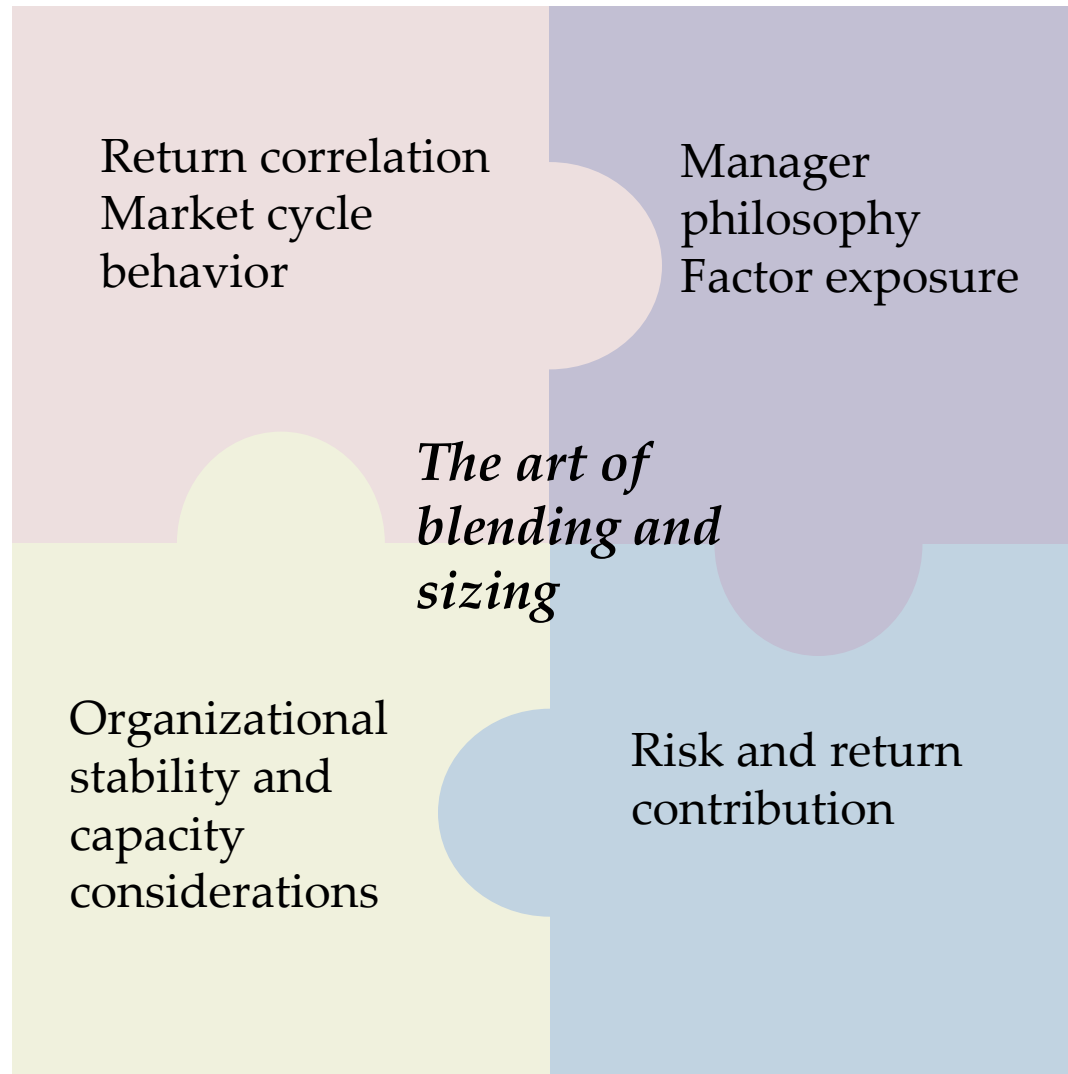 Return correlation
Market cycle
behavior
Manager
philosophy
Factor exposure
The art of
blending and
sizing
Organizational
stability and
capacity
considerations
Risk and return
contribution